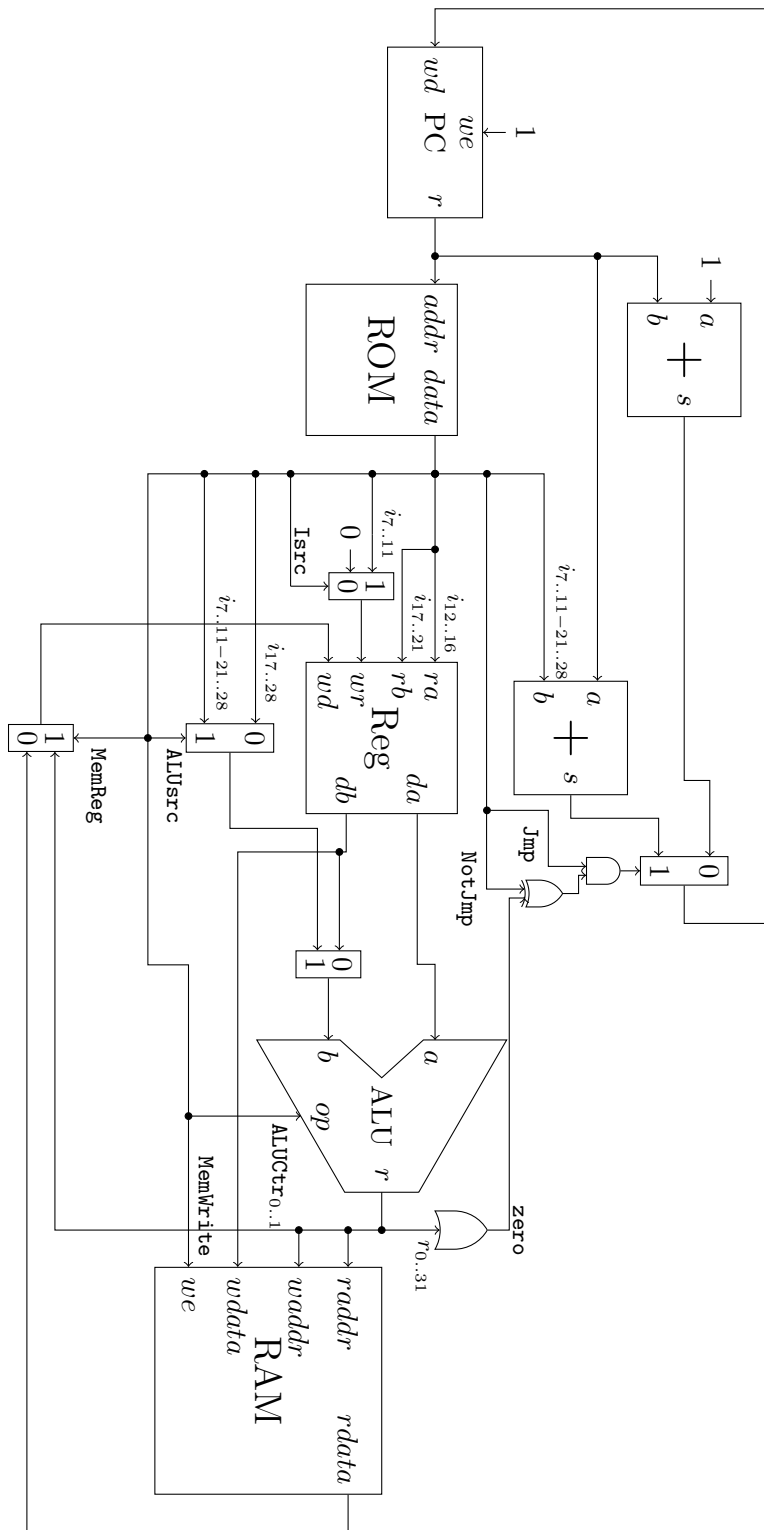 1
we
wd PC r
1
a
b
+
s
addr data
ROM
i7..11
0
1
0
Isrc
i12..16
i17..21
i7..11−21..28
i17..28
i7..11−21..28
ra
rb
wr
wd
Reg
da
db
a
b
+
s
0
1
Jmp
NotJmp
0
1
ALUsrc
MemReg
1
0
0
1
a
b
ALU
op
r
ALUCtr0..1
MemWrite
r0..31
zero
raddr
waddr
wdata
we
RAM
rdata